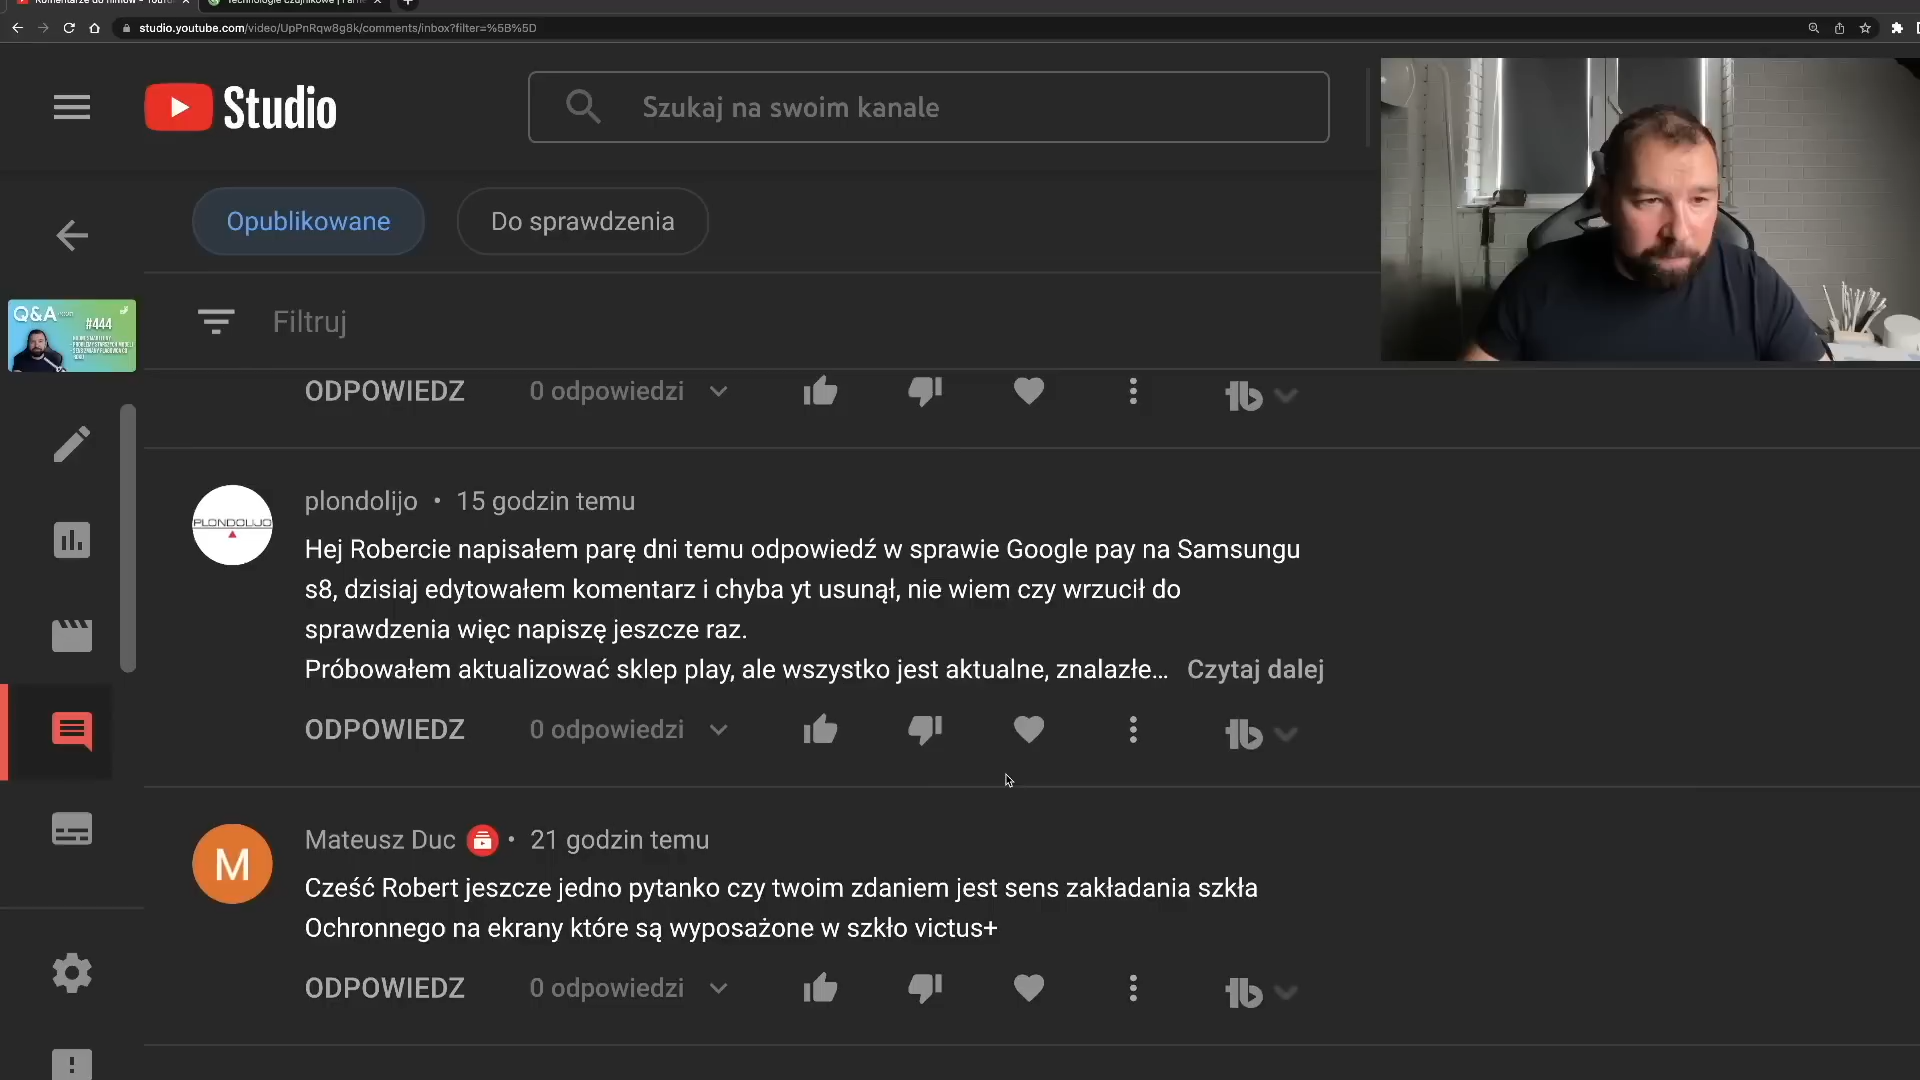 studio.youtube.com/video/UpPnRqw8g8k/comments/inbox?filter=%5B%5D
Studio
Szukaj na swoim kanale
Opublikowane
Do sprawdzenia
Q&A
#444
Filtruj
ODPOWIEDZ
0 odpowiedzi
plondolijo • 15 godzin temu
PLONDOLIJO
Hej Robercie napisałem parę dni temu odpowiedź w sprawie Google pay na Samsungu
s8, dzisiaj edytowałem komentarz i chyba yt usunął, nie wiem czy wrzucił do
sprawdzenia więc napiszę jeszcze raz.
Próbowałem aktualizować sklep play, ale wszystko jest aktualne, znalazłe... Czytaj dalej
ODPOWIEDZ
0 odpowiedzi
Mateusz Duc • 21 godzin temu
M
Cześć Robert jeszcze jedno pytanko czy twoim zdaniem jest sens zakładania szkła
Ochronnego na ekrany które są wyposażone w szkło victus+
ODPOWIEDZ
0 odpowiedzi